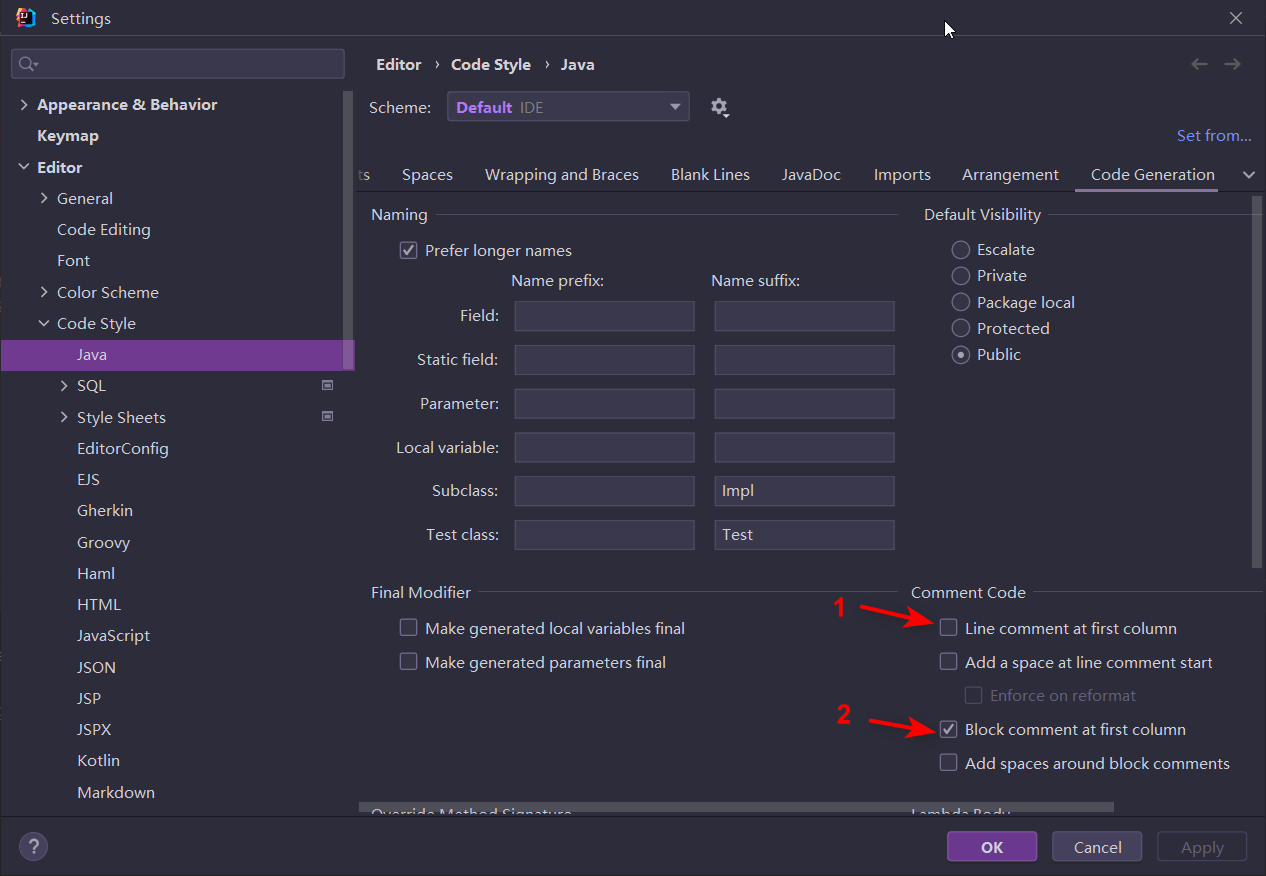 Settings
Appearance & Behavior
Keymap
Editor
General
Code Editing
Font
Color Scheme
Code Style
Java
SQL
Style Sheets
EditorConfig
EJS
Gherkin
Groovy
Haml
HTML
JavaScript
JSON
JSP
JSPX
Kotlin
Markdown
Editor › Code Style › Java
Scheme: Default IDE
Set from...
ts Spaces Wrapping and Braces Blank Lines JavaDoc Imports Arrangement Code Generation
Naming
Prefer longer names
Name prefix: Name suffix:
Field:
Static field:
Parameter:
Local variable:
Subclass: Impl
Test class: Test
Default Visibility
Escalate
Private
Package local
Protected
Public
Final Modifier
Make generated local variables final
Make generated parameters final
Comment Code
1 Line comment at first column
Add a space at line comment start
Enforce on reformat
2 Block comment at first column
Add spaces around block comments
Override Method Signature
Lambda Body
? OK Cancel Apply